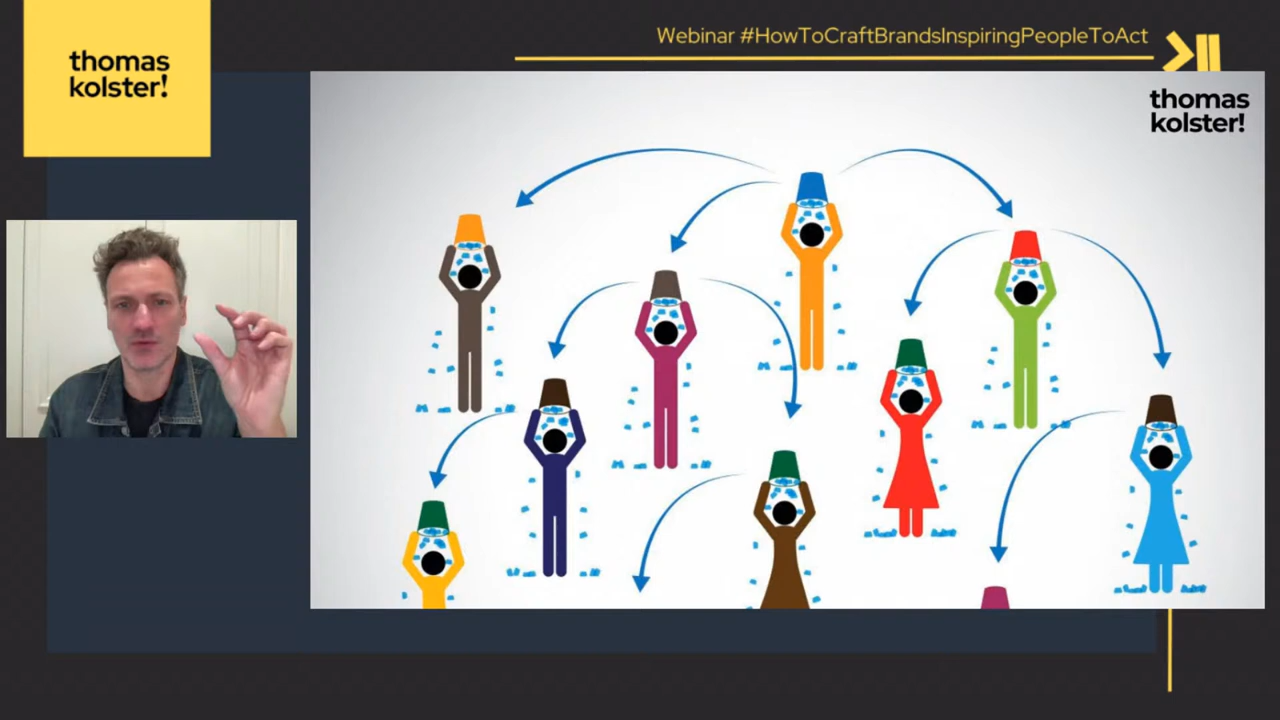 thomas
kolster!
Webinar #HowToCraftBrandsInspiringPeopleToAct
thomas
kolster!